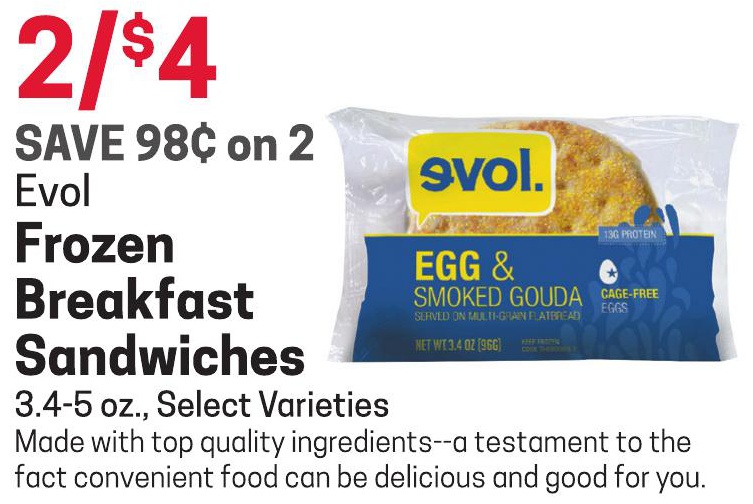 2/$4
SAVE 98¢ on 2
Evol
Frozen
Breakfast
Sandwiches
3.4-5 oz., Select Varieties
Made with top quality ingredients--a testament to the
fact convenient food can be delicious and good for you.
evol.
13G PROTEIN
EGG &
SMOKED GOUDA
SERVED ON MULTI-GRAIN FLATBREAD
CAGE-FREE
EGGS
NET WT. 3.4 OZ (96G)
KEEP FROZEN